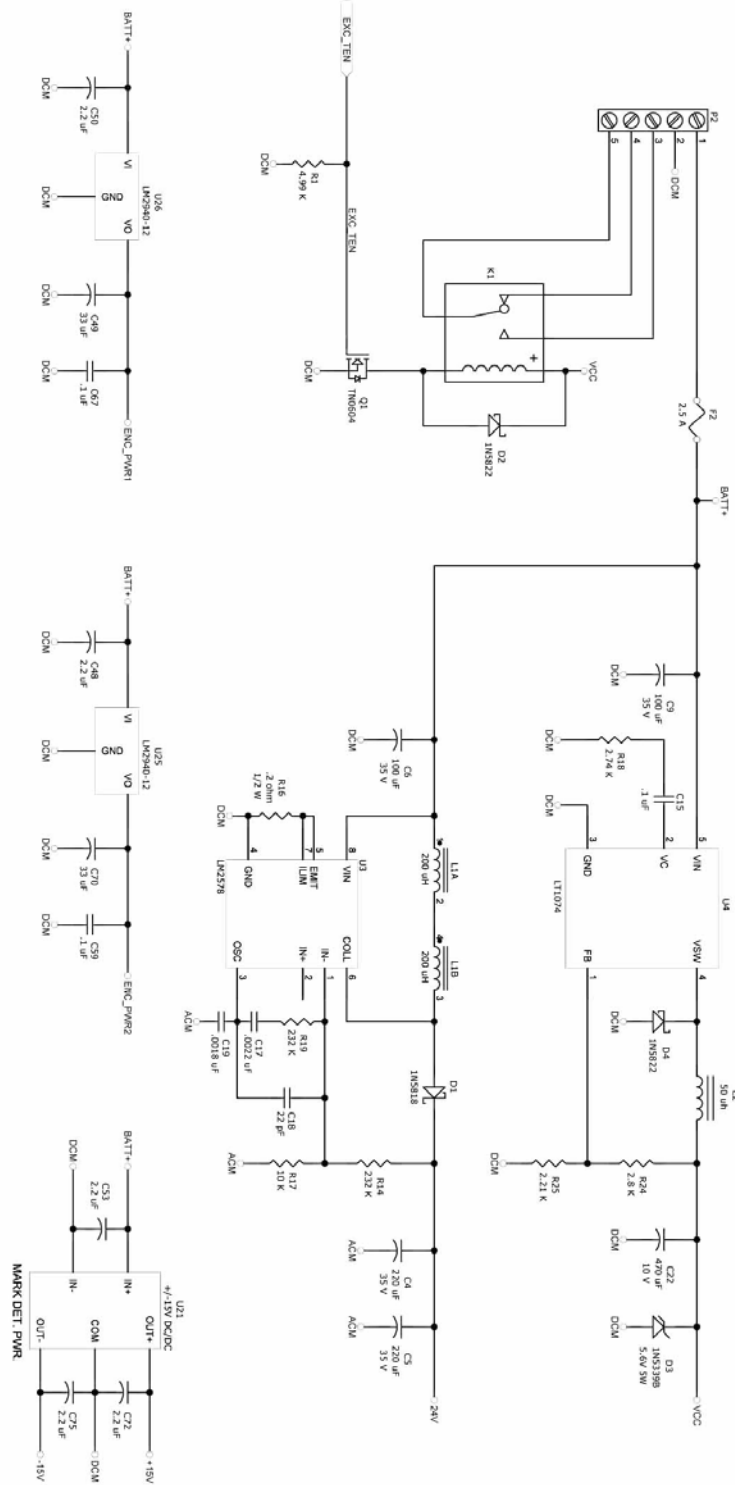 P2
1
2
3
4
5
DCM
F2
2.5 A
BATT+
C9
100 uF
35 V
DCM
R18
2.74 K
DCM
C15
.1 uF
DCM
U4
LT1074
5
VIN
2
VC
3
GND
VSW
4
FB
1
D4
1N5822
DCM
50 uh
R24
2.8 K
R25
2.21 K
DCM
C22
470 uF
10 V
DCM
D3
1N5339B
5.6V 5W
DCM
VCC
K1
+
VCC
D2
1N5822
Q1
TN0604
DCM
EXC_TEN
EXC_TEN
R1
4.99 K
DCM
C6
100 uF
35 V
DCM
L1A
200 uH
1
2
L1B
200 uH
4
3
U3
LM2578
8
VIN
5
EMIT
7
ILIM
4
GND
COLL
6
IN-
1
IN+
2
OSC
3
R16
.2 ohm
1/2 W
DCM
D1
1N5818
R19
232 K
C17
.0022 uF
C19
.0018 uF
ACM
C18
22 pF
R14
232 K
R17
10 K
ACM
C4
220 uF
35 V
ACM
C5
220 uF
35 V
ACM
24V
BATT+
C50
2.2 uF
DCM
U26
LM2940-12
VI
VO
GND
DCM
C49
33 uF
DCM
C67
.1 uF
DCM
ENC_PWR1
BATT+
C48
2.2 uF
DCM
U25
LM2940-12
VI
VO
GND
DCM
C70
33 uF
DCM
C59
.1 uF
DCM
ENC_PWR2
BATT+
DCM
C53
2.2 uF
U21
+/-15V DC/DC
IN+
IN-
OUT+
COM
OUT-
MARK DET. PWR.
C72
2.2 uF
C75
2.2 uF
+15V
DCM
-15V